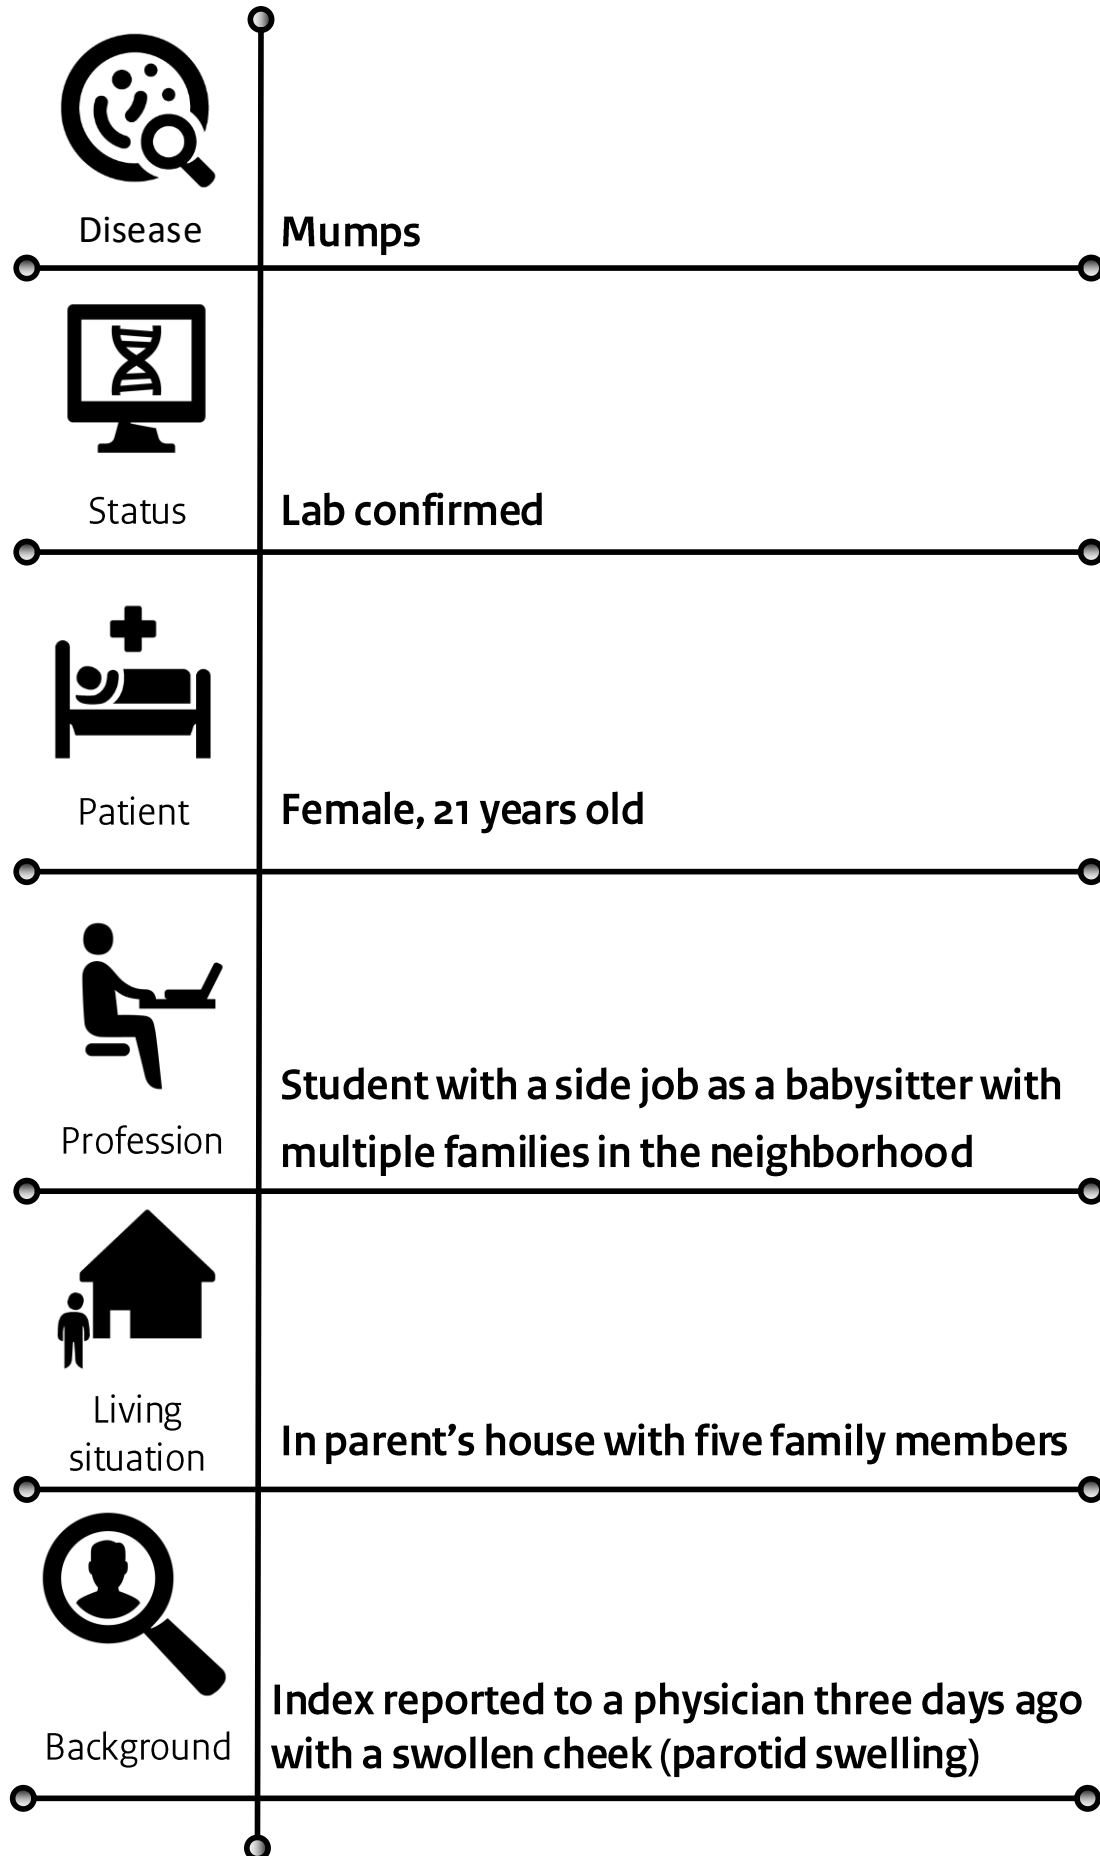 Disease
Mumps
Status
Lab confirmed
Patient
Female, 21 years old
Profession
Student with a side job as a babysitter with
multiple families in the neighborhood
Living
situation
In parent’s house with five family members
Background
Index reported to a physician three days ago
with a swollen cheek (parotid swelling)